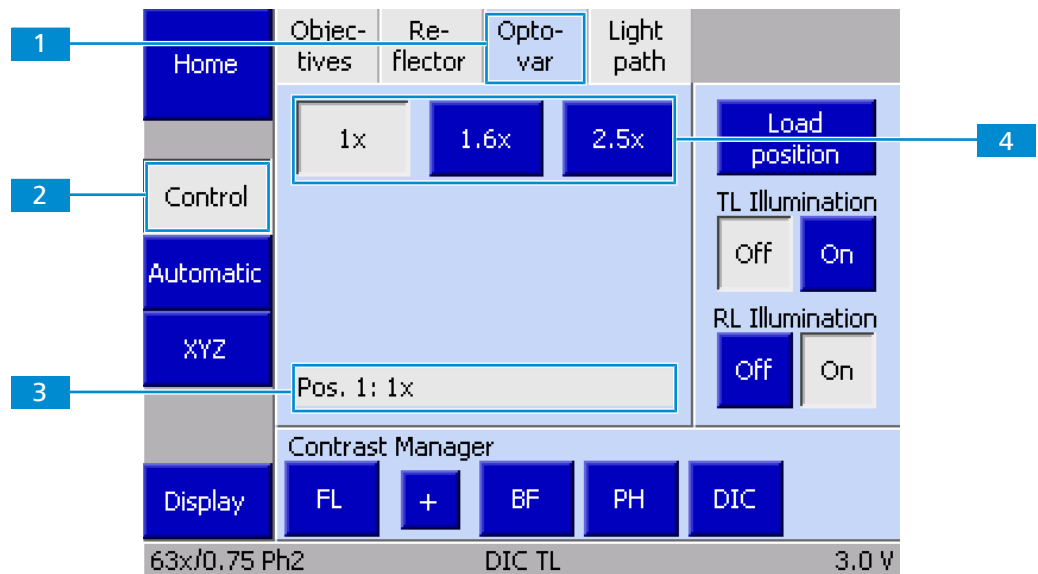 1
Home
Objec-
tives
Re-
flector
Opto-
var
Light
path
1x
1.6x
2.5x
Load
position
4
2
Control
TL Illumination
Off
On
Automatic
XYZ
RL Illumination
Off
On
3
Pos. 1: 1x
Contrast Manager
Display
FL
+
BF
PH
DIC
63x/0.75 Ph2
DIC TL
3.0 V